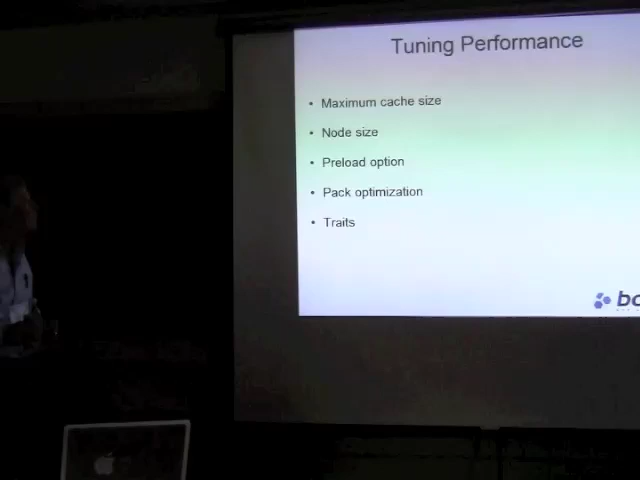 Tuning Performance
• Maximum cache size
• Node size
• Preload option
• Pack optimization
• Traits